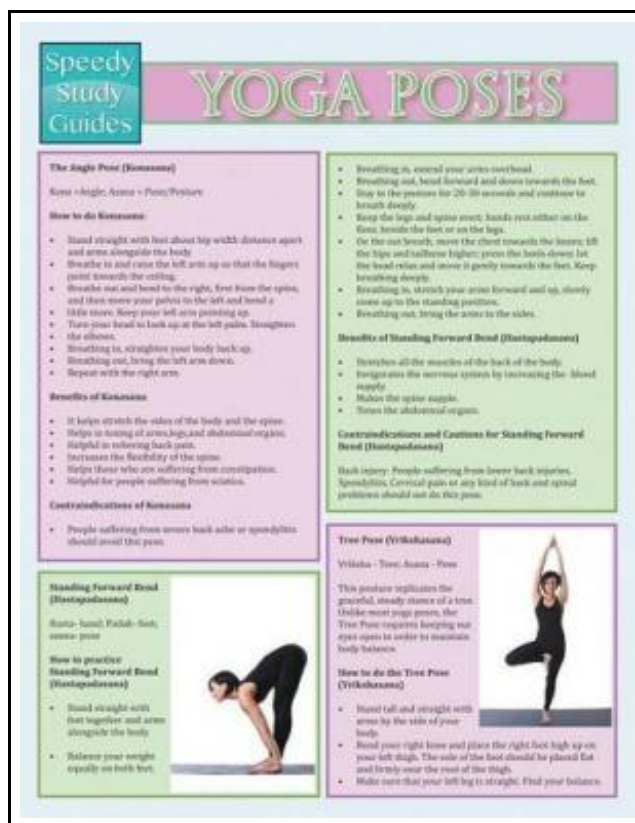 Speedy
Study
Guides
YOGA POSES
The Angle Pose (Konasana)
Kona =Angle; Asana = Pose/Posture
How to do Konasana:
• Stand straight with feet about hip width distance apart
and arms alongside the body.
• Breathe in and raise the left arm up so that the fingers
point towards the ceiling.
• Breathe out and bend to the right, first from the spine,
and then move your pelvis to the left and bend a
• little more. Keep your left arm pointing up.
• Turn your head to look up at the left palm. Straighten
• the elbows.
• Breathing in, straighten your body back up.
• Breathing out, bring the left arm down.
• Repeat with the right arm.
Benefits of Konasana
• It helps stretch the sides of the body and the spine.
• Helps in toning of arms,legs,and abdominal organs.
• Helpful in relieving back pain.
• Increases the flexibility of the spine.
• Helps those who are suffering from constipation.
• Helpful for people suffering from sciatica.
Contraindications of Konasana
• People suffering from severe back ache or spondylitis
should avoid this pose.
Standing Forward Bend
(Hastapadasana)
Hasta- hand; Padah- feet;
asana- pose
How to practice
Standing Forward Bend
(Hastapadasana)
• Stand straight with
feet together and arms
alongside the body.
• Balance your weight
equally on both feet.
• Breathing in, extend your arms overhead.
• Breathing out, bend forward and down towards the feet.
• Stay in the posture for 20-30 seconds and continue to
breath deeply.
• Keep the legs and spine erect; hands rest either on the
floor, beside the feet or on the legs.
• On the out breath, move the chest towards the knees; lift
the hips and tailbone higher; press the heels down; let
the head relax and move it gently towards the feet. Keep
breathing deeply.
• Breathing in, stretch your arms forward and up, slowly
come up to the standing position.
• Breathing out, bring the arms to the sides.
Benefits of Standing Forward Bend (Hastapadasana)
• Stretches all the muscles of the back of the body.
• Invigorates the nervous system by increasing the blood
supply.
• Makes the spine supple.
• Tones the abdominal organs.
Contraindications and Cautions for Standing Forward
Bend (Hastapadasana)
Back injury: People suffering from lower back injuries,
Spondylitis, Cervical pain or any kind of back and spinal
problems should not do this pose.
Tree Pose (Vrikshasana)
Vriksha - Tree; Asana - Pose
This posture replicates the
graceful, steady stance of a tree.
Unlike most yoga poses, the
Tree Pose requires keeping our
eyes open in order to maintain
body balance.
How to do the Tree Pose
(Vrikshasana)
• Stand tall and straight with
arms by the side of your
body.
• Bend your right knee and place the right foot high up on
your left thigh. The sole of the foot should be placed flat
and firmly near the root of the thigh.
• Make sure that your left leg is straight. Find your balance.